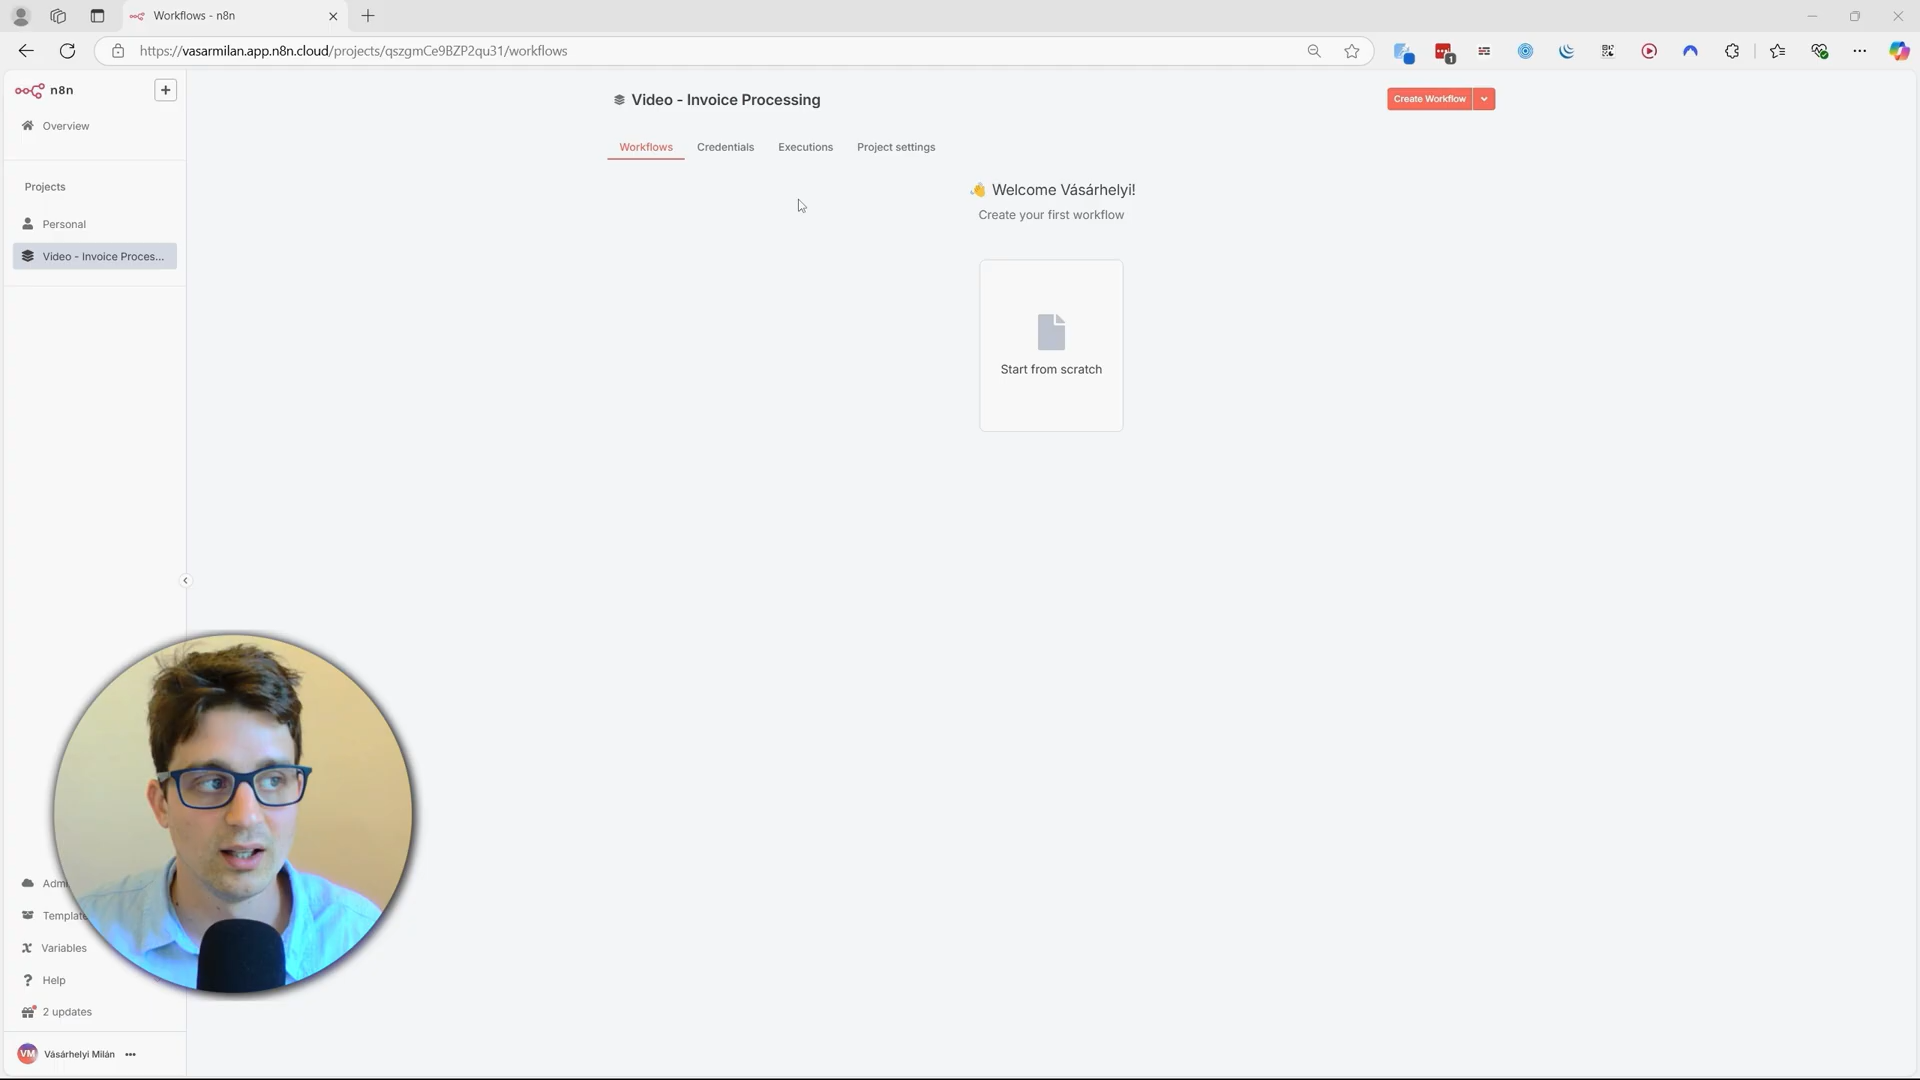 Workflows - n8n
https://vasarmilan.app.n8n.cloud/projects/qszgmCe9BZP2qu31/workflows
1
n8n
Overview
Projects
Personal
Video - Invoice Proces...
Video - Invoice Processing
Create Workflow
Workflows
Credentials
Executions
Project settings
👋 Welcome Vásárhelyi!
Create your first workflow
Start from scratch
Variables
Help
2 updates
VM
Vásárhelyi Milán